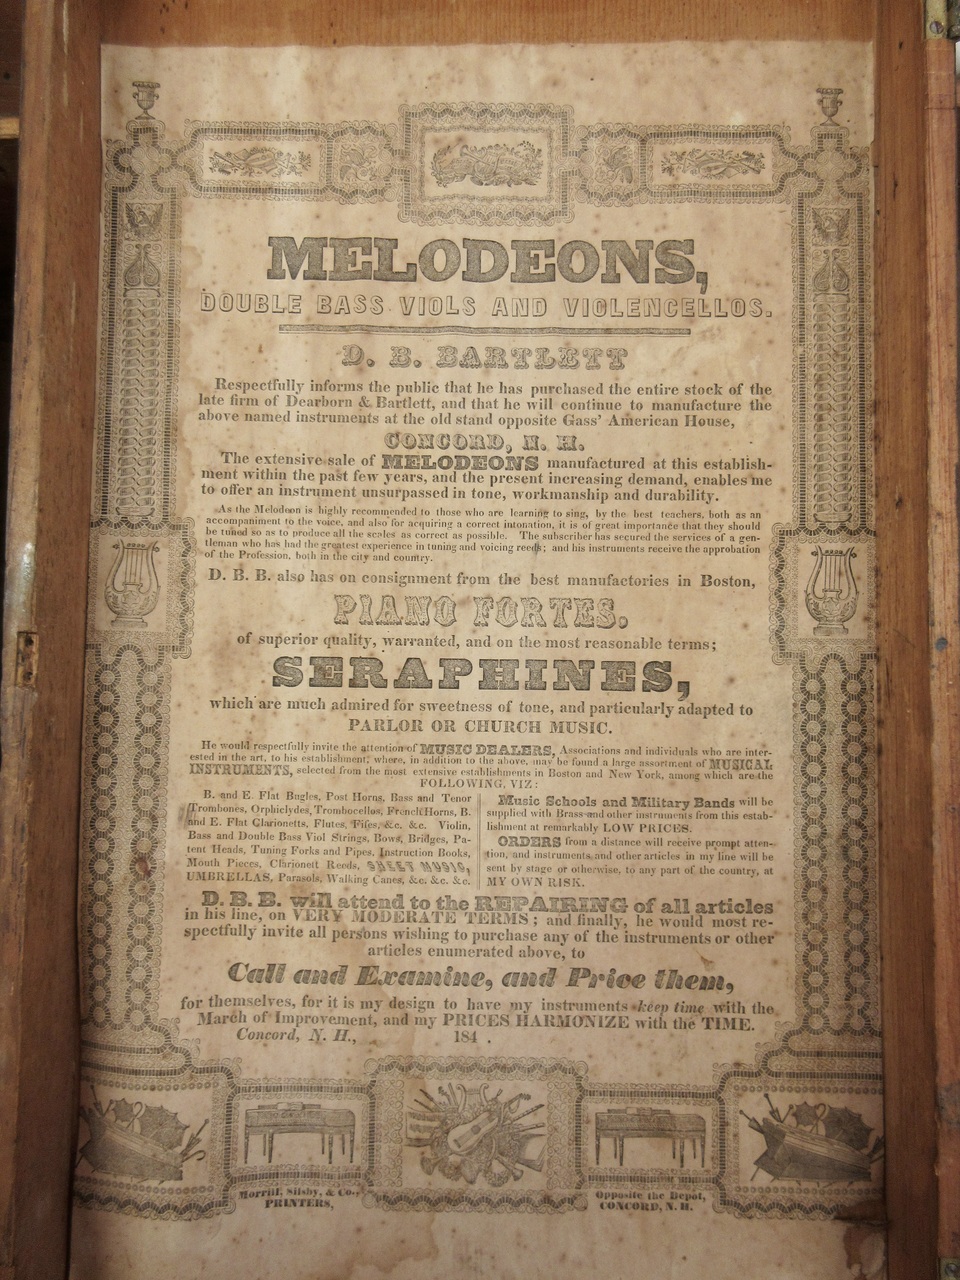 MELODEONS,
DOUBLE BASS VIOLS AND VIOLENCELLOS.
D. B. BARTLETT
Respectfully informs the public that he has purchased the entire stock of the
late firm of Dearborn & Bartlett, and that he will continue to manufacture the
above named instruments at the old stand opposite Gass' American House,
CONCORD, N. H.
The extensive sale of MELODEONS manufactured at this establish-
ment within the past few years, and the present increasing demand, enables me
to offer an instrument unsurpassed in tone, workmanship and durability.
As the Melodeon is highly recommended to those who are learning to sing, by the best teachers, both as an
accompaniment to the voice, and also for acquiring a correct intonation, it is of great importance that they should
be tuned so as to produce all the scales as correct as possible. The subscriber has secured the services of a gen-
tleman who has had the greatest experience in tuning and voicing reeds; and his instruments receive the approbation
of the Profession, both in the city and country.
D. B. B. also has on consignment from the best manufactories in Boston,
PIANO FORTES,
of superior quality, warranted, and on the most reasonable terms;
SERAPHINES,
which are much admired for sweetness of tone, and particularly adapted to
PARLOR OR CHURCH MUSIC.
He would respectfully invite the attention of MUSIC DEALERS, Associations and individuals who are inter-
ested in the art, to his establishment, where, in addition to the above, may be found a large assortment of MUSICAL
INSTRUMENTS, selected from the most extensive establishments in Boston and New York, among which are the
FOLLOWING, VIZ:
B. and E. Flat Bugles, Post Horns, Bass and Tenor
Trombones, Orphiclydes, Trombocellos, French Horns, B.
and E. Flat Clarionetts, Flutes, Fifes, &c. &c. Violin,
Bass and Double Bass Viol Strings, Bows, Bridges, Pa-
tent Heads, Tuning Forks and Pipes, Instruction Books,
Mouth Pieces, Clarionett Reeds, SHEET MUSIC,
UMBRELLAS, Parasols, Walking Canes, &c. &c. &c.
Music Schools and Military Bands will be
supplied with Brass and other instruments from this estab-
lishment at remarkably LOW PRICES.
ORDERS from a distance will receive prompt atten-
tion, and instruments and other articles in my line will be
sent by stage or otherwise, to any part of the country, at
MY OWN RISK.
D. B. B. will attend to the REPAIRING of all articles
in his line, on VERY MODERATE TERMS; and finally, he would most re-
spectfully invite all persons wishing to purchase any of the instruments or other
articles enumerated above, to
Call and Examine, and Price them,
for themselves, for it is my design to have my instruments keep time with the
March of Improvement, and my PRICES HARMONIZE with the TIME.
Concord, N. H., 184 .
Morrill, Silsby, & Co.,
PRINTERS,
Opposite the Depot,
CONCORD, N. H.